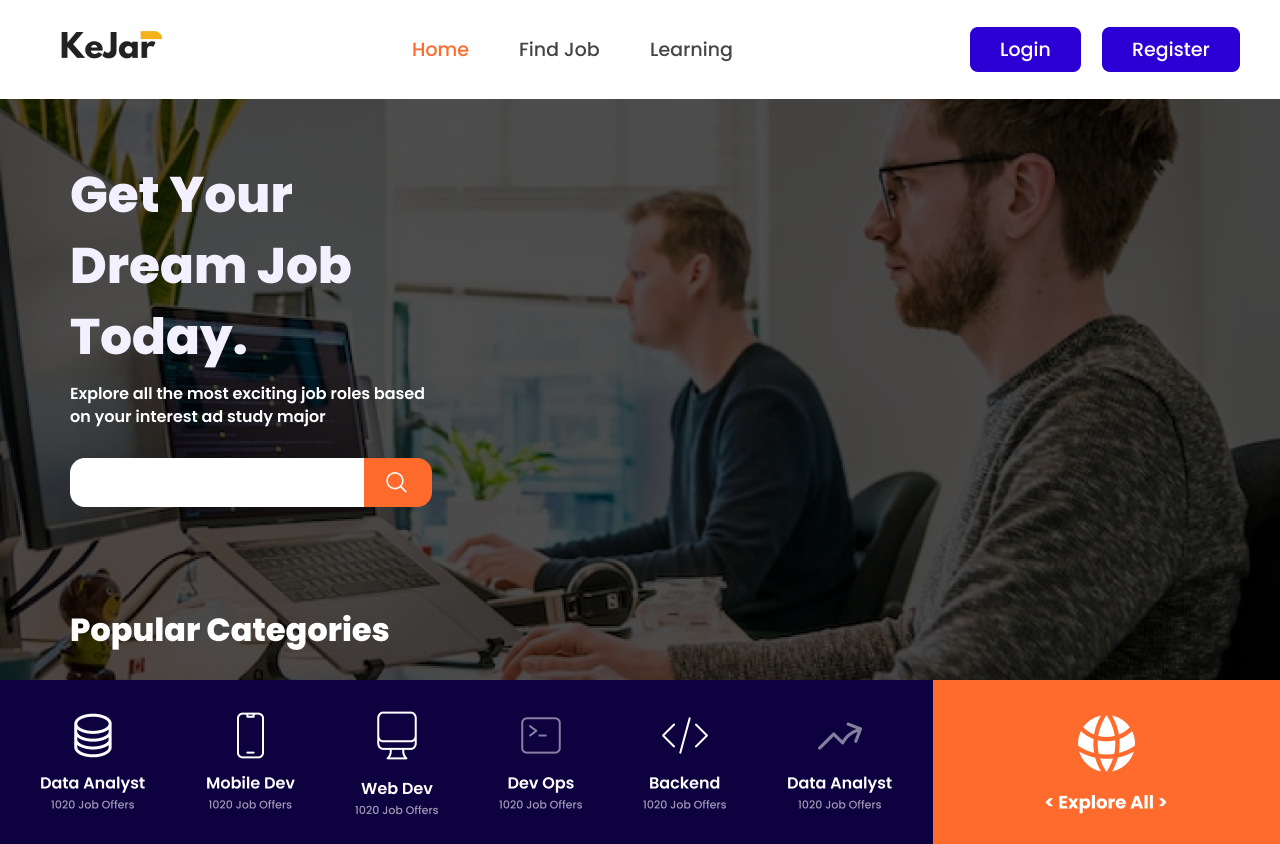 KeJar
Home Find Job Learning
Login Register
Get Your
Dream Job
Today.
Explore all the most exciting job roles based
on your interest ad study major
Popular Categories
Data Analyst
1020 Job Offers
Mobile Dev
1020 Job Offers
Web Dev
1020 Job Offers
Dev Ops
1020 Job Offers
Backend
1020 Job Offers
Data Analyst
1020 Job Offers
< Explore All >